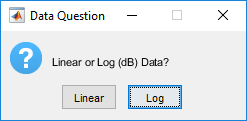 Data Question
Linear or Log (dB) Data?
Linear Log